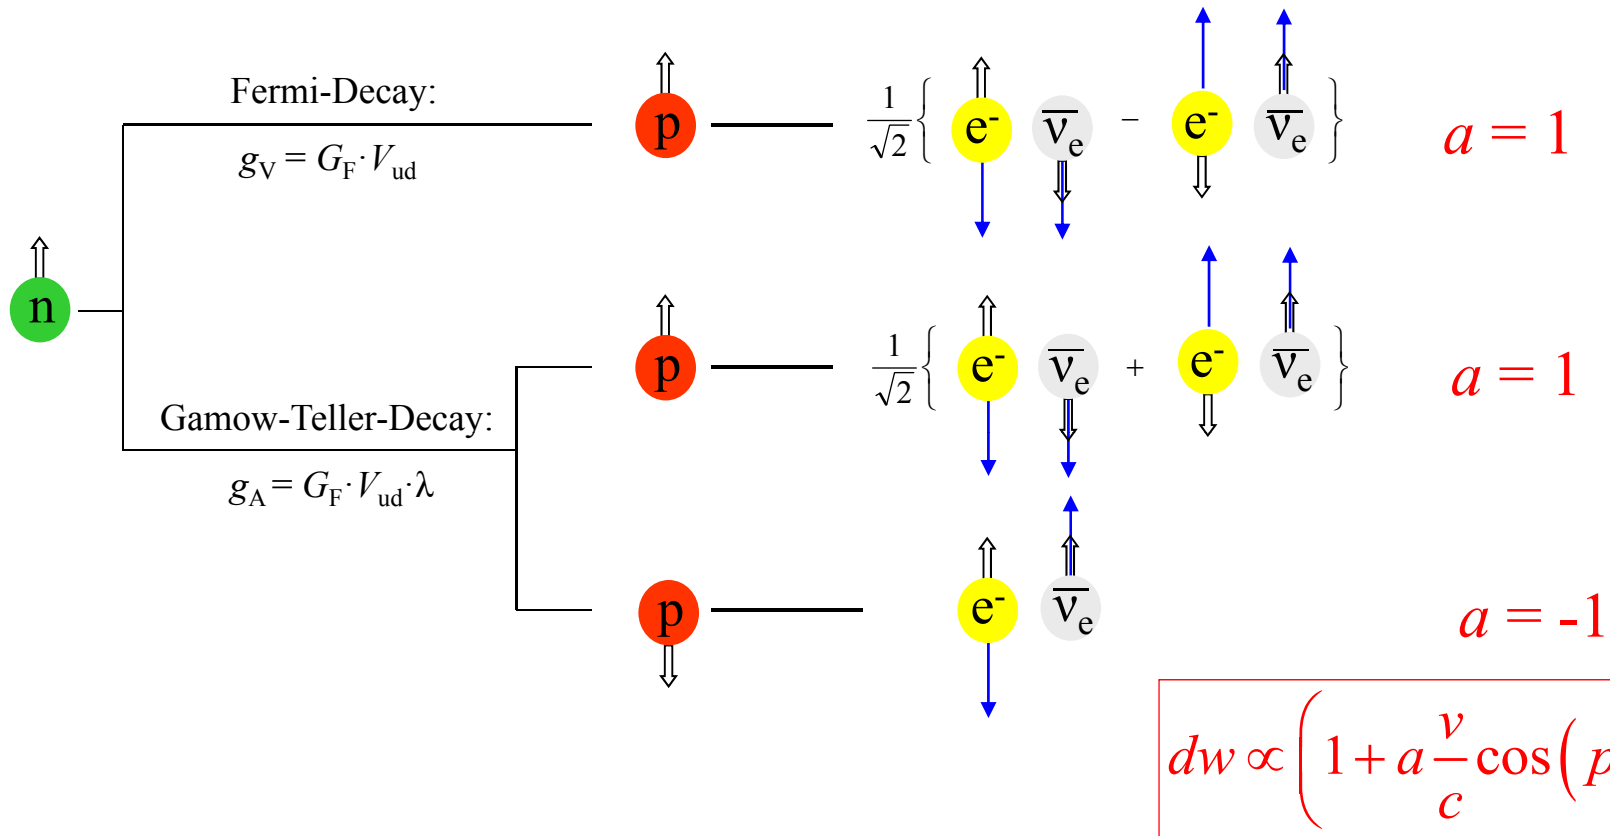 Fermi-Decay:
g_V = G_F · V_ud
p
1/√2 { e⁻ ν̅_e − e⁻ ν̅_e }
a = 1
n
p
1/√2 { e⁻ ν̅_e + e⁻ ν̅_e }
a = 1
Gamow-Teller-Decay:
g_A = G_F · V_ud · λ
p
e⁻ ν̅_e
a = -1
dw ∝ ( 1 + a v/c cos( p